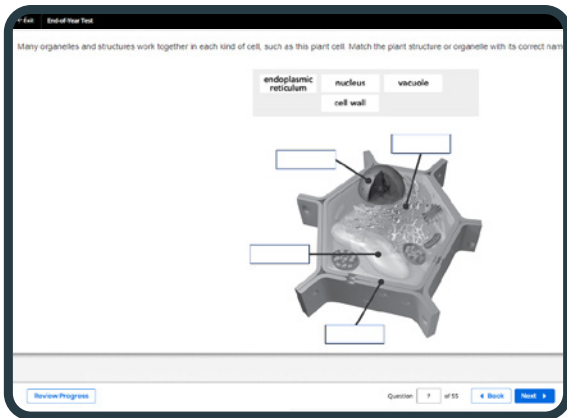 Exit End-of-Year Test
Many organelles and structures work together in each kind of cell, such as this plant cell. Match the plant structure or organelle with its correct nam
endoplasmic
reticulum
nucleus
vacuole
cell wall
Review Progress
Question 7 of 55
Back
Next